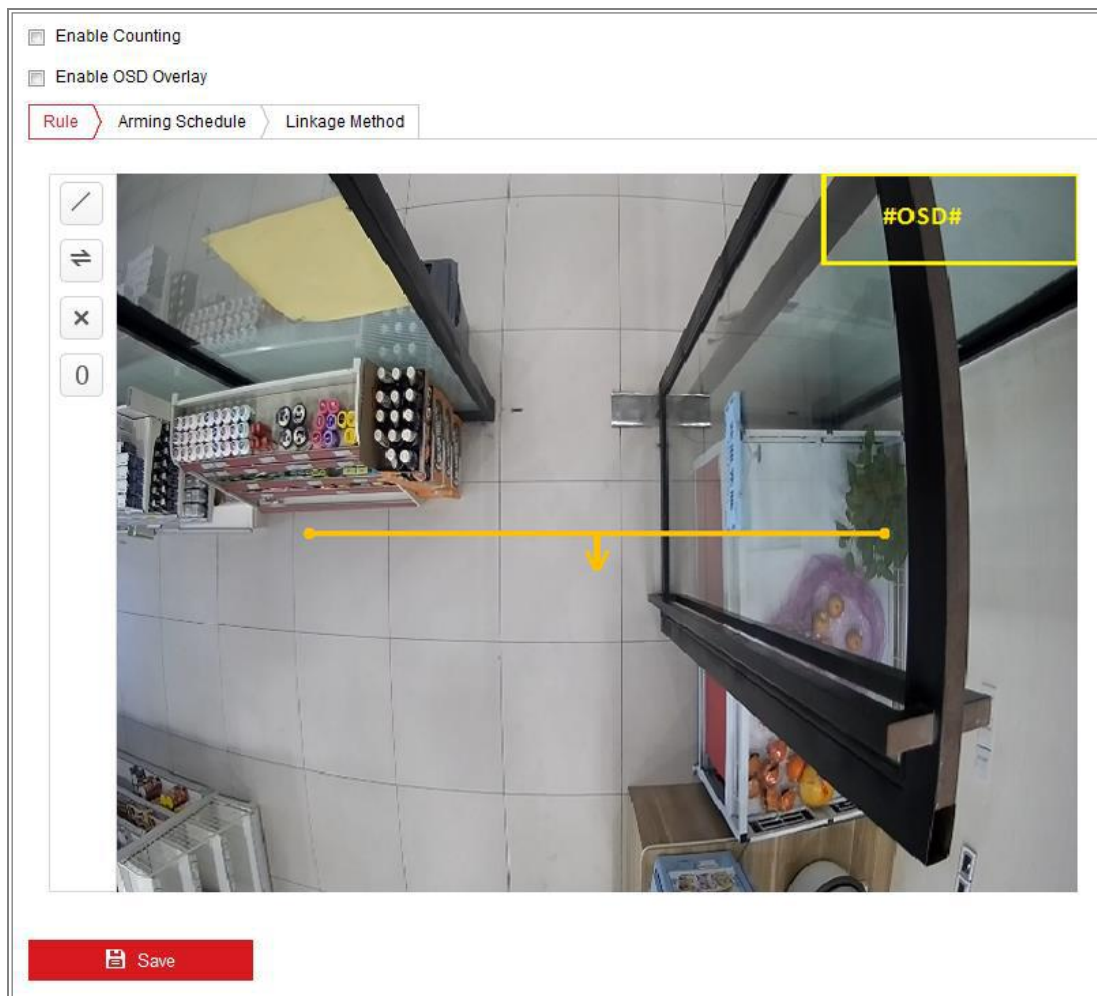 Enable Counting
Enable OSD Overlay
Rule Arming Schedule Linkage Method
#OSD#
0
Save